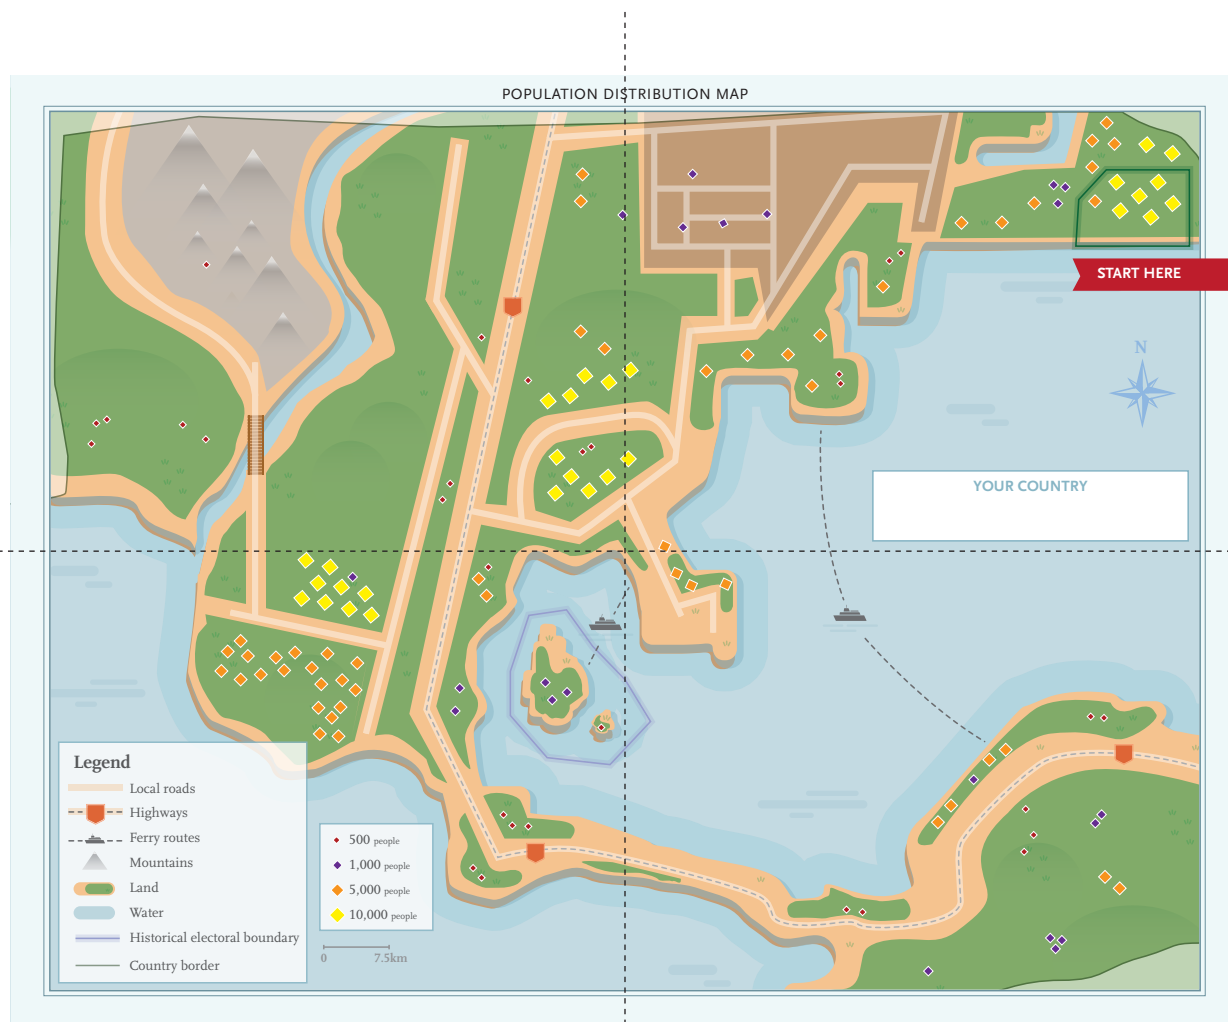 POPULATION DISTRIBUTION MAP
START HERE
N
YOUR COUNTRY
Legend
Local roads
Highways
Ferry routes
Mountains
Land
Water
Historical electoral boundary
Country border
500 people
1,000 people
5,000 people
10,000 people
0 7.5km